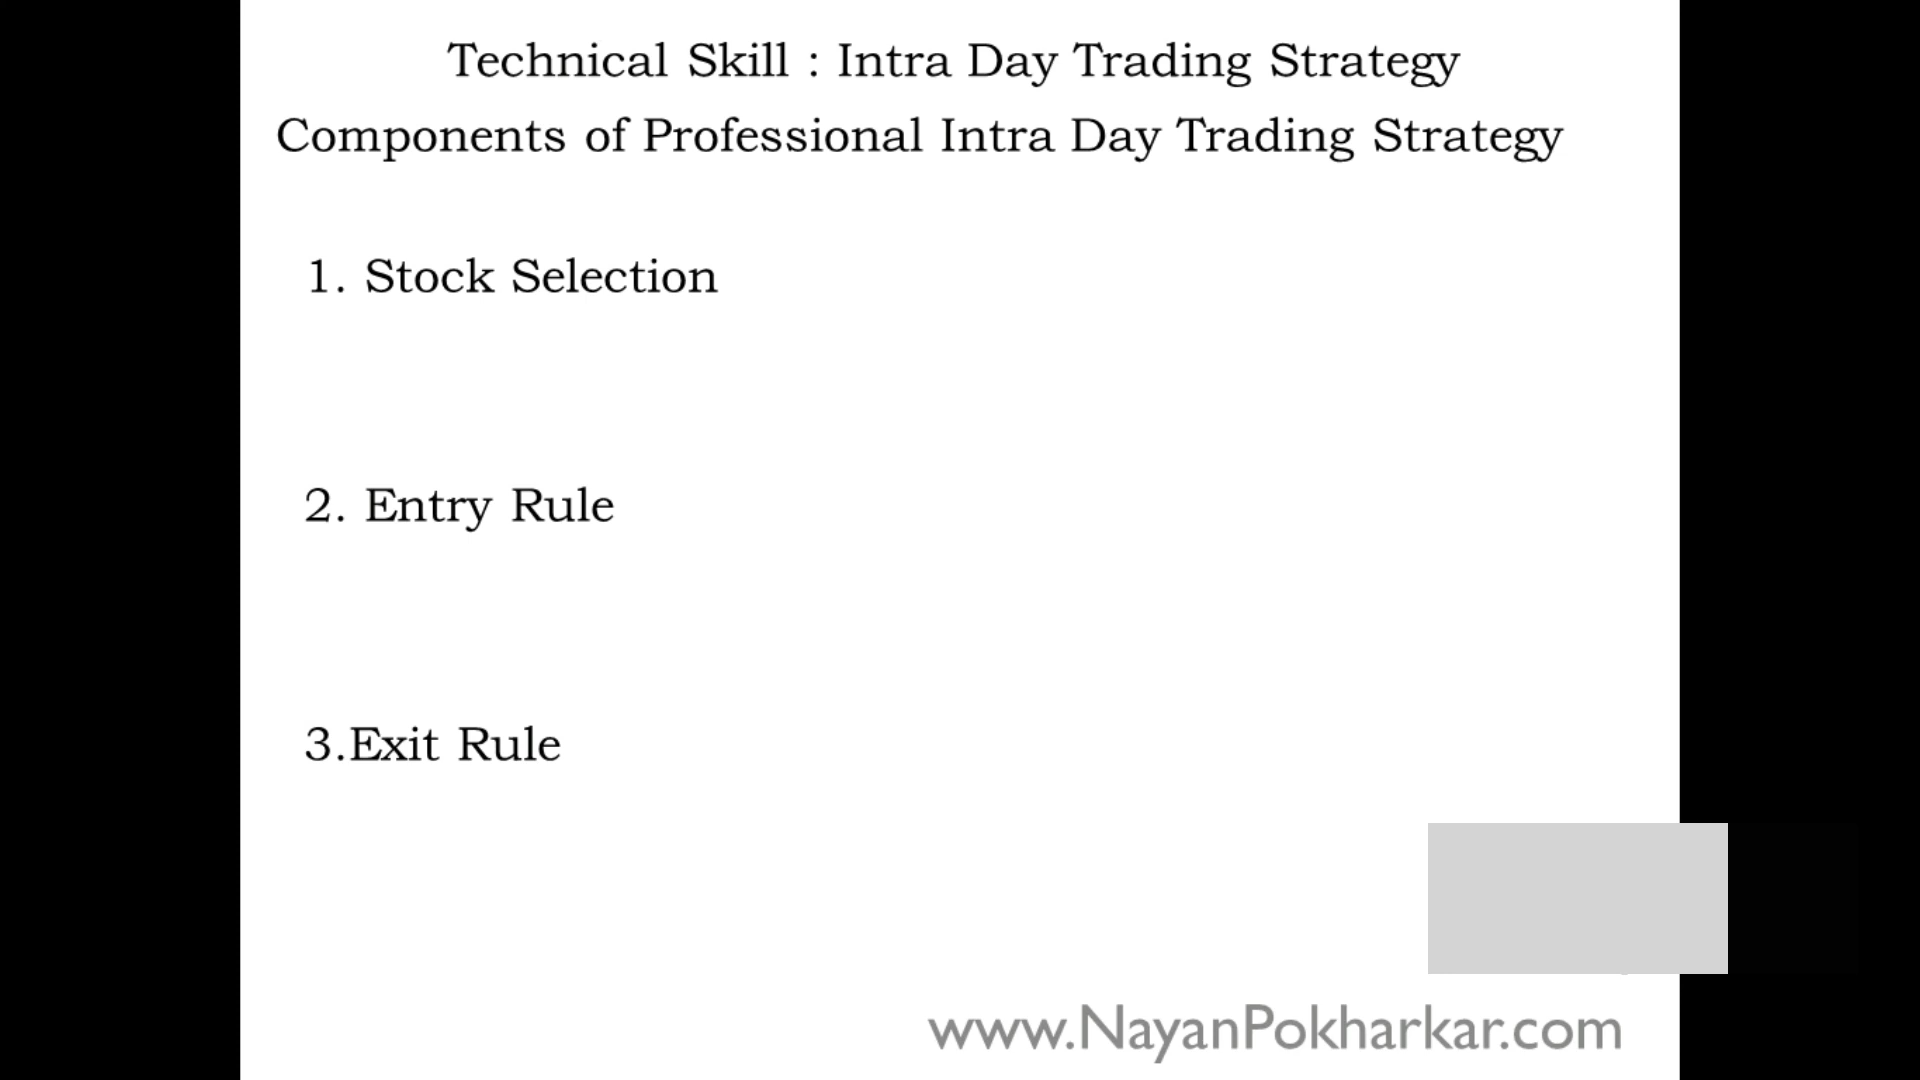 Technical Skill : Intra Day Trading Strategy
Components of Professional Intra Day Trading Strategy
1. Stock Selection
2. Entry Rule
3.Exit Rule
www.NayanPokharkar.com